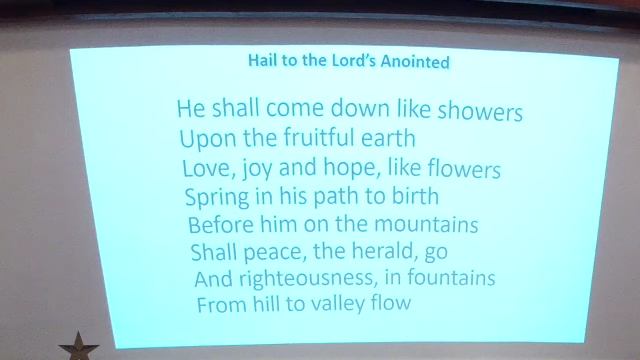 Hail to the Lord's Anointed
He shall come down like showers
Upon the fruitful earth
Love, joy and hope, like flowers
Spring in his path to birth
Before him on the mountains
Shall peace, the herald, go
And righteousness, in fountains
From hill to valley flow